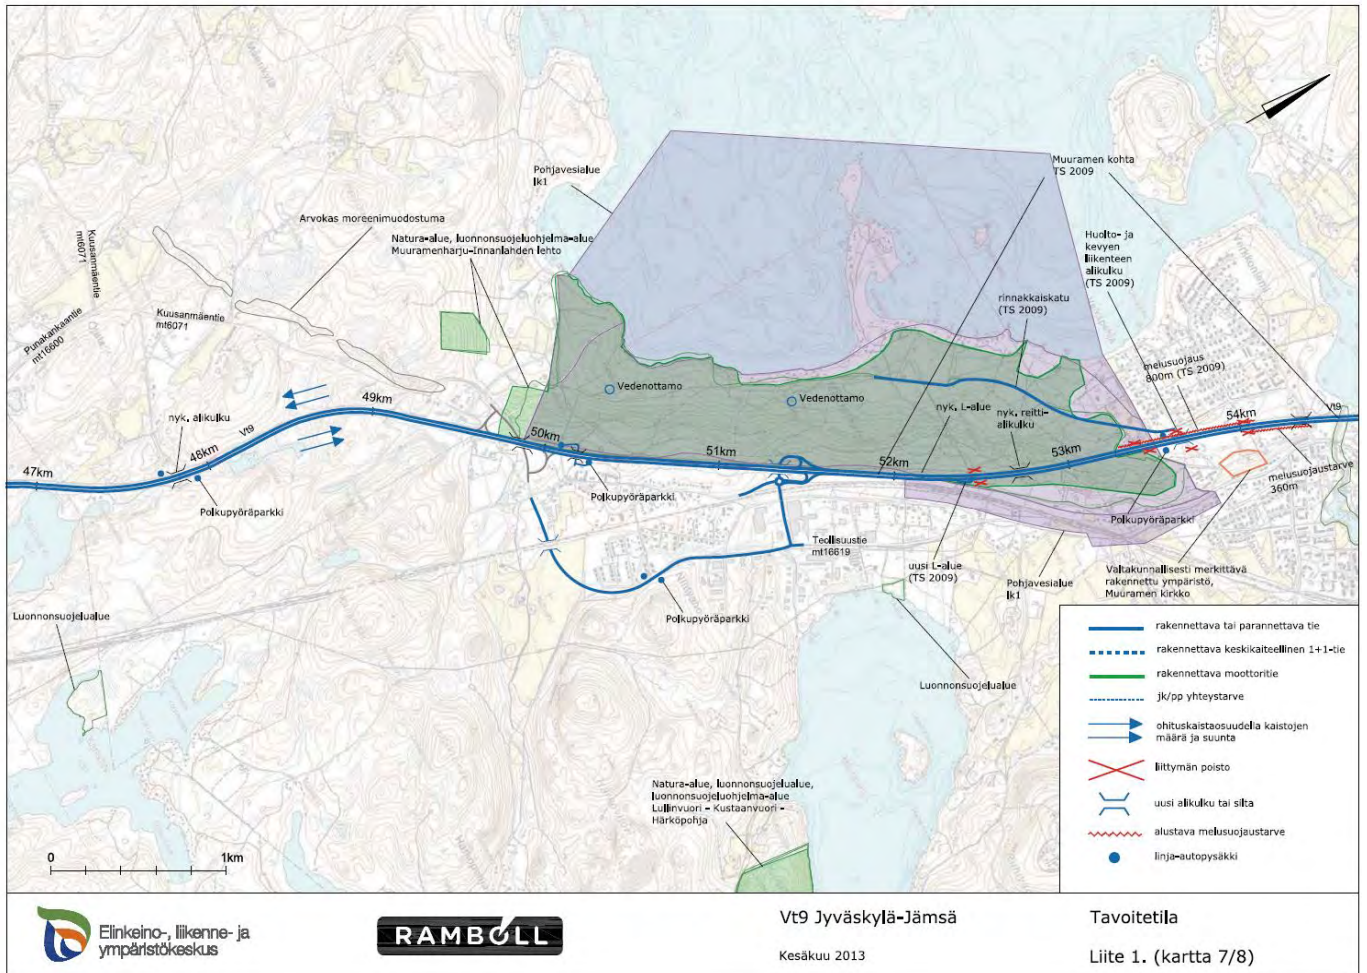 Pohjavesialue
lk1
Muuramen kohta
TS 2009
Arvokas moreenimuodostuma
Natura-alue, luonnonsuojeluohjelma-alue
Muuramenharju-Innanlahden lehto
Huolto- ja
kevyen
liikenteen
alikulku
(TS 2009)
Kuusanmäentie
mt6071
rinnakkaiskatu
(TS 2009)
Kuusanmäentie
mt6071
Punakankaantie
mt16600
melusuojaus
800m (TS 2009)
Vedenottamo
Vedenottamo
nyk. alikulku
Vt9
49km
nyk. L-alue
nyk. reitti-
alikulku
54km
Vt9
47km
48km
50km
51km
52km
53km
melusuojaustarve
360m
Polkupyöräparkki
Polkupyöräparkki
Polkupyöräparkki
Teollisuustie
mt16619
uusi L-alue
(TS 2009)
Pohjavesialue
lk1
Valtakunnallisesti merkittävä
rakennettu ympäristö,
Muuramen kirkko
Luonnonsuojelualue
Polkupyöräparkki
Luonnonsuojelualue
Natura-alue, luonnonsuojelualue,
luonnonsuojeluohjelma-alue
Lullinvuori - Kustaanvuori -
Härköpohja
rakennettava tai parannettava tie
rakennettava keskikaiteellinen 1+1-tie
rakennettava moottoritie
jk/pp yhteystarve
ohituskaistaosuudella kaistojen
määrä ja suunta
liittymän poisto
uusi alikulku tai silta
alustava melusuojaustarve
linja-autopysäkki
0 1km
Elinkeino-, liikenne- ja
ympäristökeskus
RAMBOLL
Vt9 Jyväskylä-Jämsä
Kesäkuu 2013
Tavoitetila
Liite 1. (kartta 7/8)